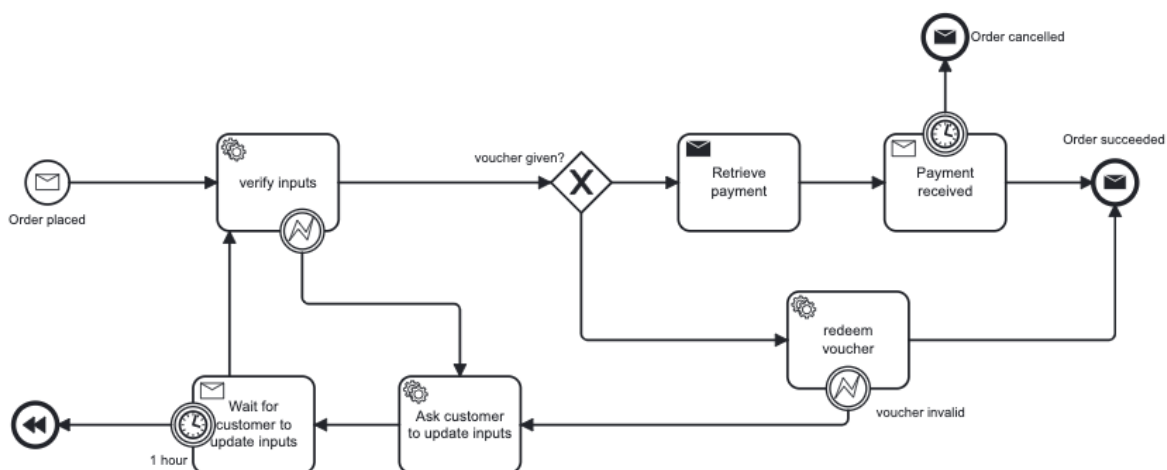 Order cancelled
Order succeeded
voucher given?
verify inputs
Retrieve
payment
Payment
received
Order placed
redeem
voucher
voucher invalid
Wait for
customer to
update inputs
Ask customer
to update inputs
1 hour